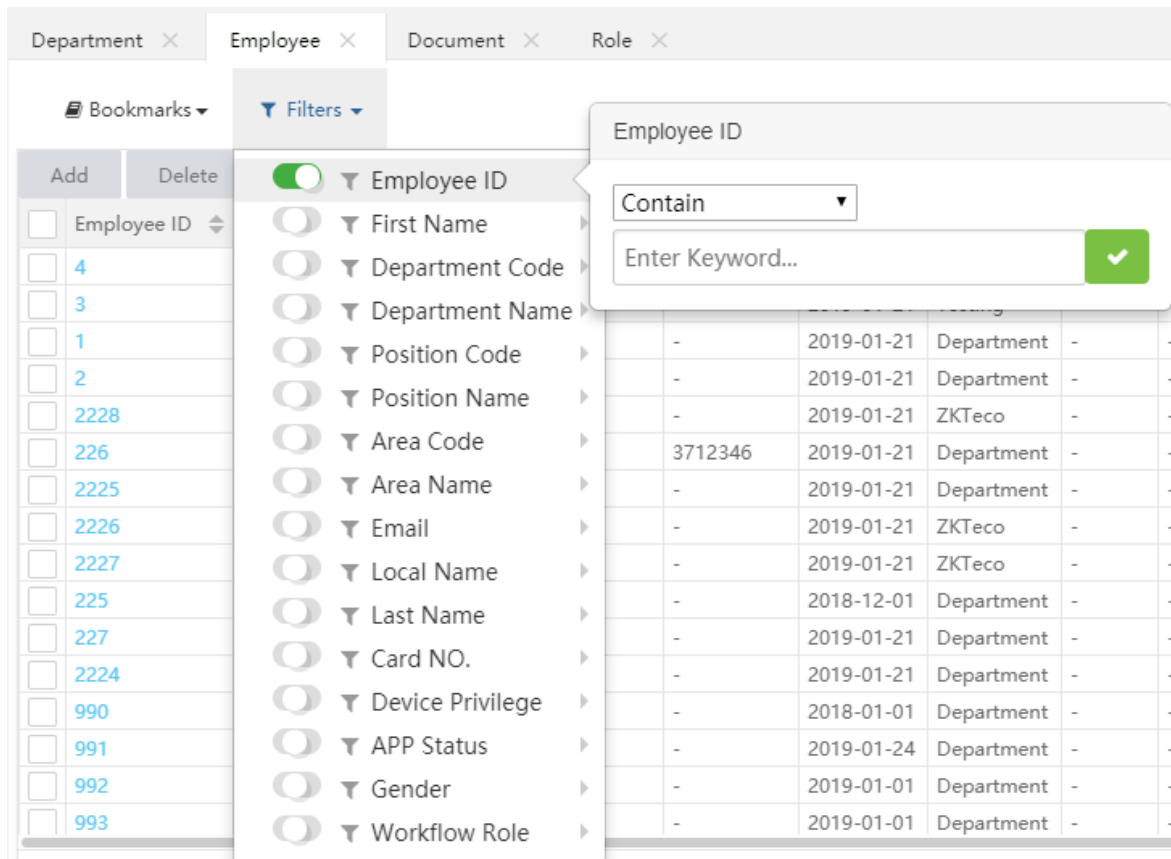 Department Employee Document Role
Bookmarks Filters
Employee ID
Add Delete Employee ID
Contain
Employee ID First Name
Enter Keyword...
4 Department Code
3 Department Name
1 Position Code - 2019-01-21 Department -
2 Position Name - 2019-01-21 Department -
2228 - 2019-01-21 ZKTeco -
226 Area Code 3712346 2019-01-21 Department -
2225 Area Name - 2019-01-21 Department -
2226 Email - 2019-01-21 ZKTeco -
2227 Local Name - 2019-01-21 ZKTeco -
225 Last Name - 2018-12-01 Department -
227 - 2019-01-21 Department -
2224 Card NO. - 2019-01-21 Department -
990 Device Privilege - 2018-01-01 Department -
991 APP Status - 2019-01-24 Department -
992 Gender - 2019-01-01 Department -
993 Workflow Role - 2019-01-01 Department -